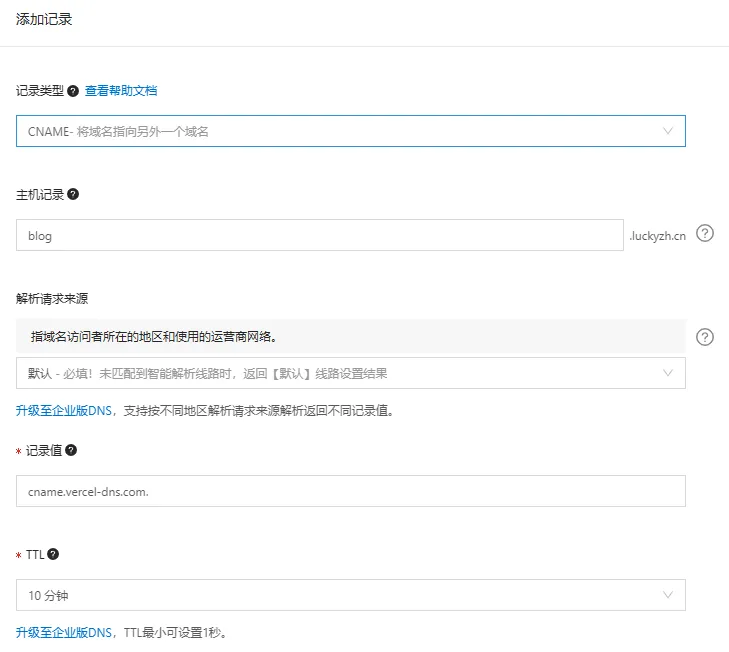 添加记录
记录类型 ? 查看帮助文档
CNAME- 将域名指向另外一个域名
主机记录 ?
blog .luckyzh.cn ?
解析请求来源
指域名访问者所在的地区和使用的运营商网络。 ?
默认 - 必填！未匹配到智能解析线路时，返回【默认】线路设置结果
升级至企业版DNS，支持按不同地区解析请求来源解析返回不同记录值。
* 记录值 ?
cname.vercel-dns.com.
* TTL ?
10 分钟
升级至企业版DNS，TTL最小可设置1秒。